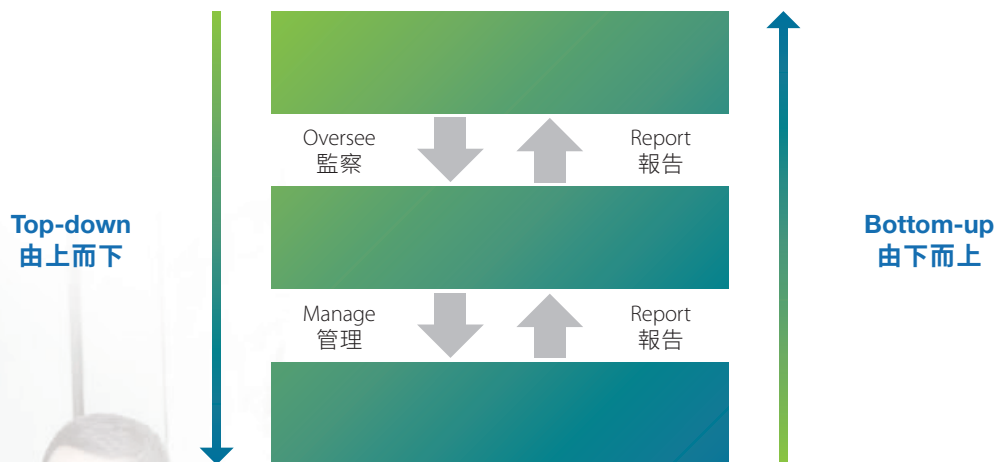 Oversee
監察
Report
報告
Top-down
由上而下
Bottom-up
由下而上
Manage
管理
Report
報告